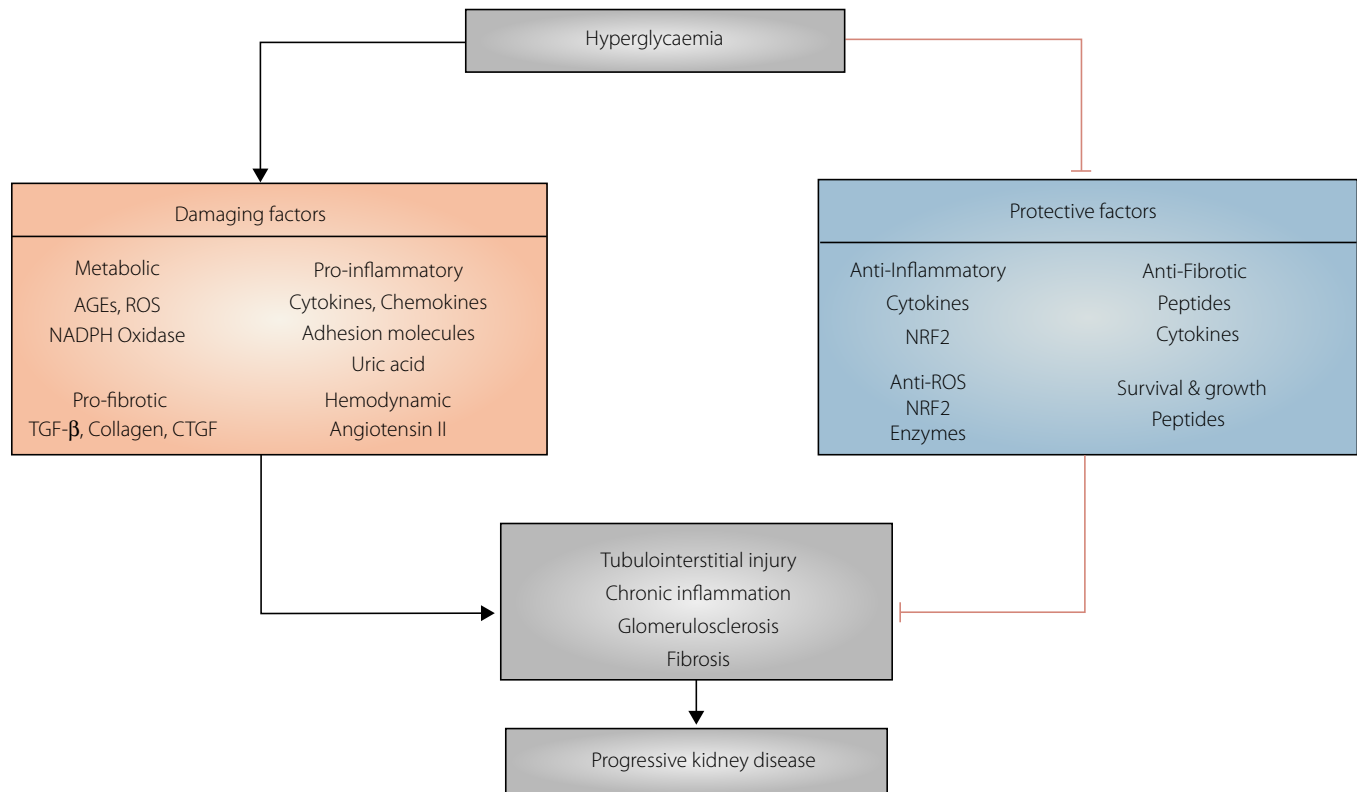 Hyperglycaemia
Damaging factors
Metabolic
AGEs, ROS
NADPH Oxidase
Pro-inflammatory
Cytokines, Chemokines
Adhesion molecules
Uric acid
Pro-fibrotic
TGF-β, Collagen, CTGF
Hemodynamic
Angiotensin II
Protective factors
Anti-Inflammatory
Cytokines
NRF2
Anti-Fibrotic
Peptides
Cytokines
Anti-ROS
NRF2
Enzymes
Survival & growth
Peptides
Tubulointerstitial injury
Chronic inflammation
Glomerulosclerosis
Fibrosis
Progressive kidney disease